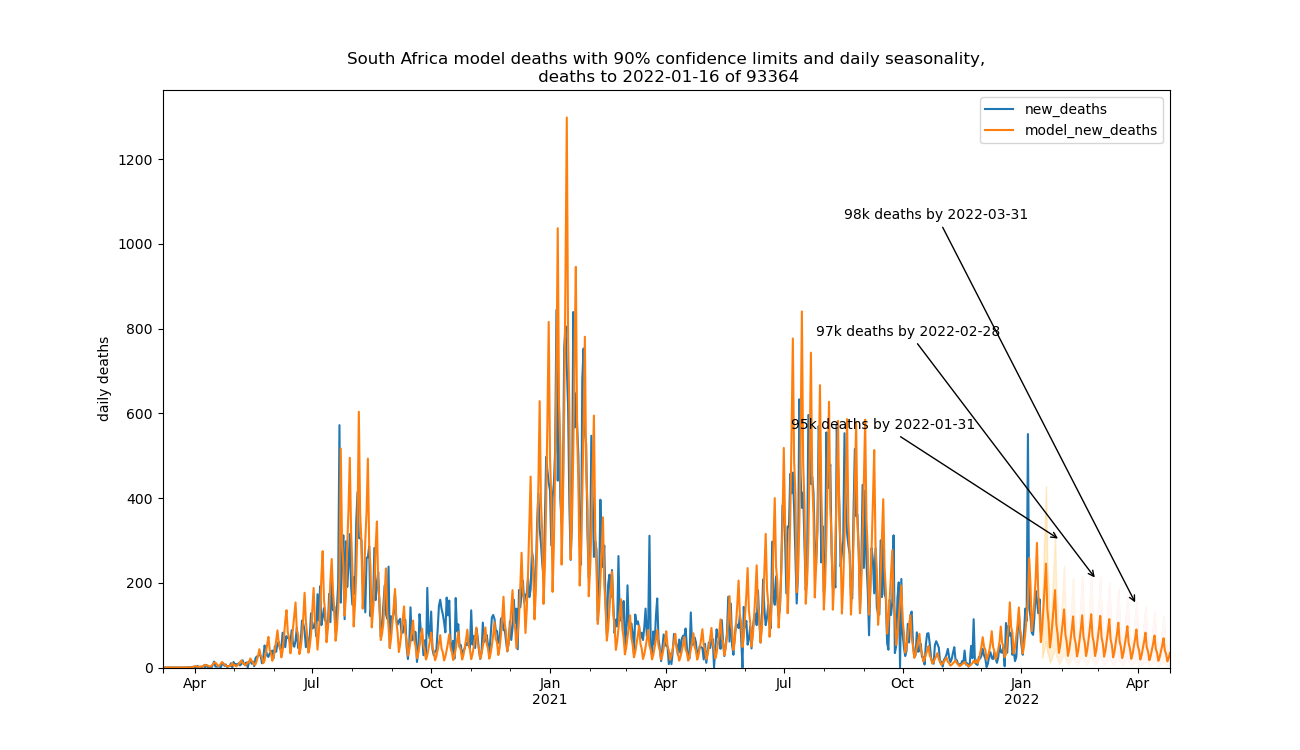 South Africa model deaths with 90% confidence limits and daily seasonality,
deaths to 2022-01-16 of 93364
new_deaths
model_new_deaths
1200
1000
800
600
400
200
0
daily deaths
98k deaths by 2022-03-31
97k deaths by 2022-02-28
95k deaths by 2022-01-31
Apr
Jul
Oct
Jan
2021
Apr
Jul
Oct
Jan
2022
Apr